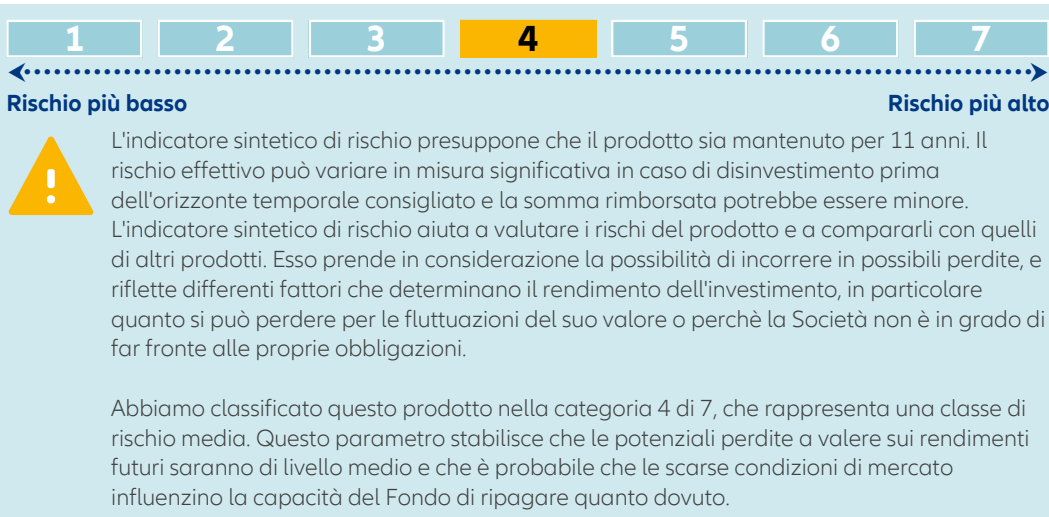 1 2 3 4 5 6 7
Rischio più basso Rischio più alto
L'indicatore sintetico di rischio presuppone che il prodotto sia mantenuto per 11 anni. Il
rischio effettivo può variare in misura significativa in caso di disinvestimento prima
dell'orizzonte temporale consigliato e la somma rimborsata potrebbe essere minore.
L'indicatore sintetico di rischio aiuta a valutare i rischi del prodotto e a compararli con quelli
di altri prodotti. Esso prende in considerazione la possibilità di incorrere in possibili perdite, e
riflette differenti fattori che determinano il rendimento dell'investimento, in particolare
quanto si può perdere per le fluttuazioni del suo valore o perchè la Società non è in grado di
far fronte alle proprie obbligazioni.
Abbiamo classificato questo prodotto nella categoria 4 di 7, che rappresenta una classe di
rischio media. Questo parametro stabilisce che le potenziali perdite a valere sui rendimenti
futuri saranno di livello medio e che è probabile che le scarse condizioni di mercato
influenzino la capacità del Fondo di ripagare quanto dovuto.